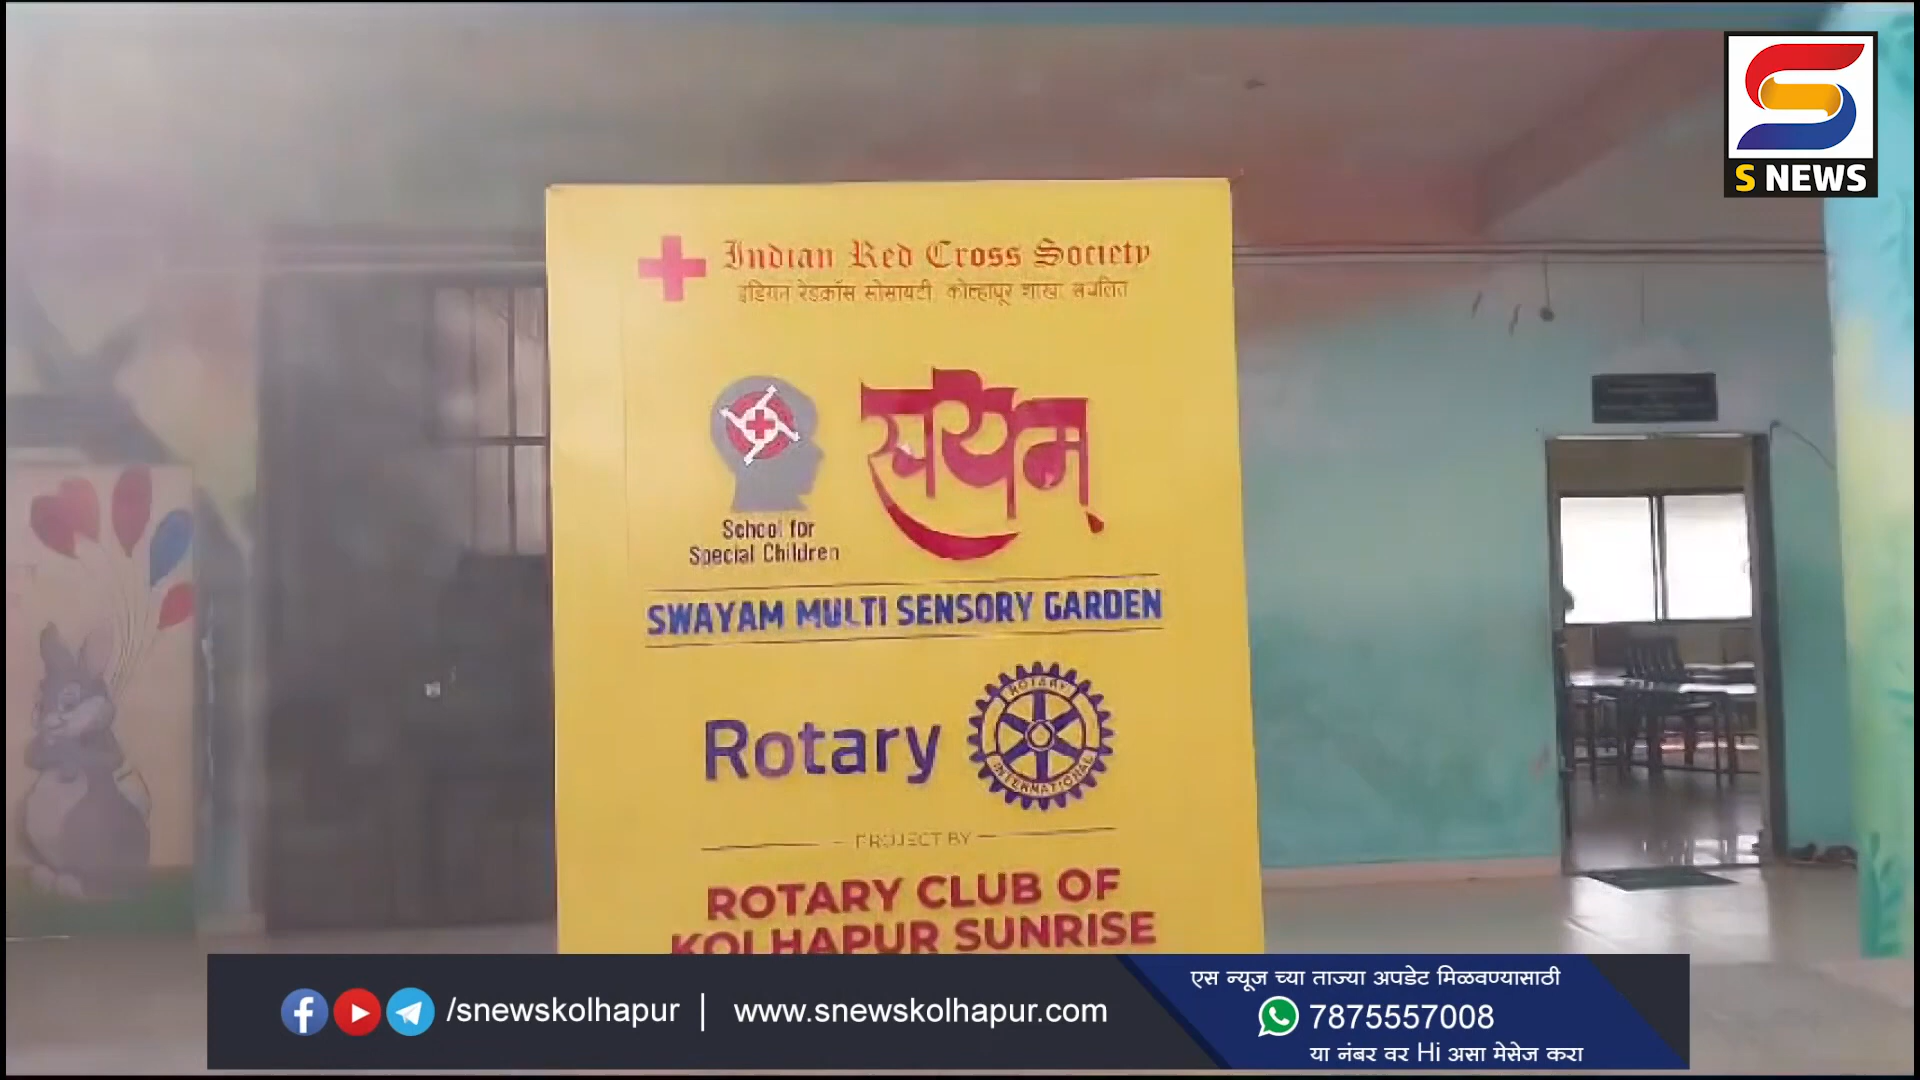 S NEWS
Indian Red Cross Society
इंडियन रेडक्रॉस सोसायटी, कोल्हापूर शाखा संचलित
स्वयम्
School for
Special Children
SWAYAM MULTI SENSORY GARDEN
Rotary
ROTARY
INTERNATIONAL
PROJECT BY
ROTARY CLUB OF
KOLHAPUR SUNRISE
/snewskolhapur | www.snewskolhapur.com
एस न्यूज च्या ताज्या अपडेट मिळवण्यासाठी
7875557008
या नंबर वर Hi असा मेसेज करा